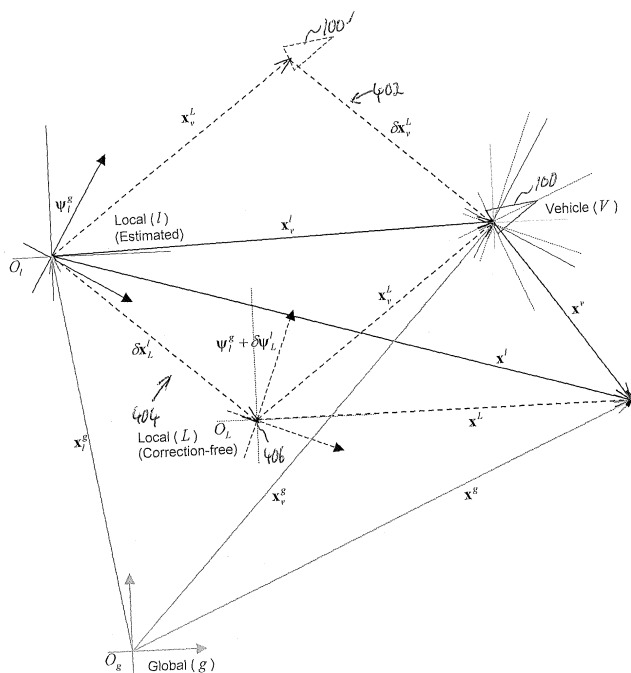 100'
402
x_v^L
δx_v^L
ψ_l^g
100
Local (l)
(Estimated)
x_v^l
Vehicle (V)
O_l
x_v^L
x^v
ψ_l^g + δψ_L^l
δx_L^l
x^l
404
O_L
x^L
Local (L)
(Correction-free)
406
x_l^g
x_v^g
x^g
O_g
Global (g)